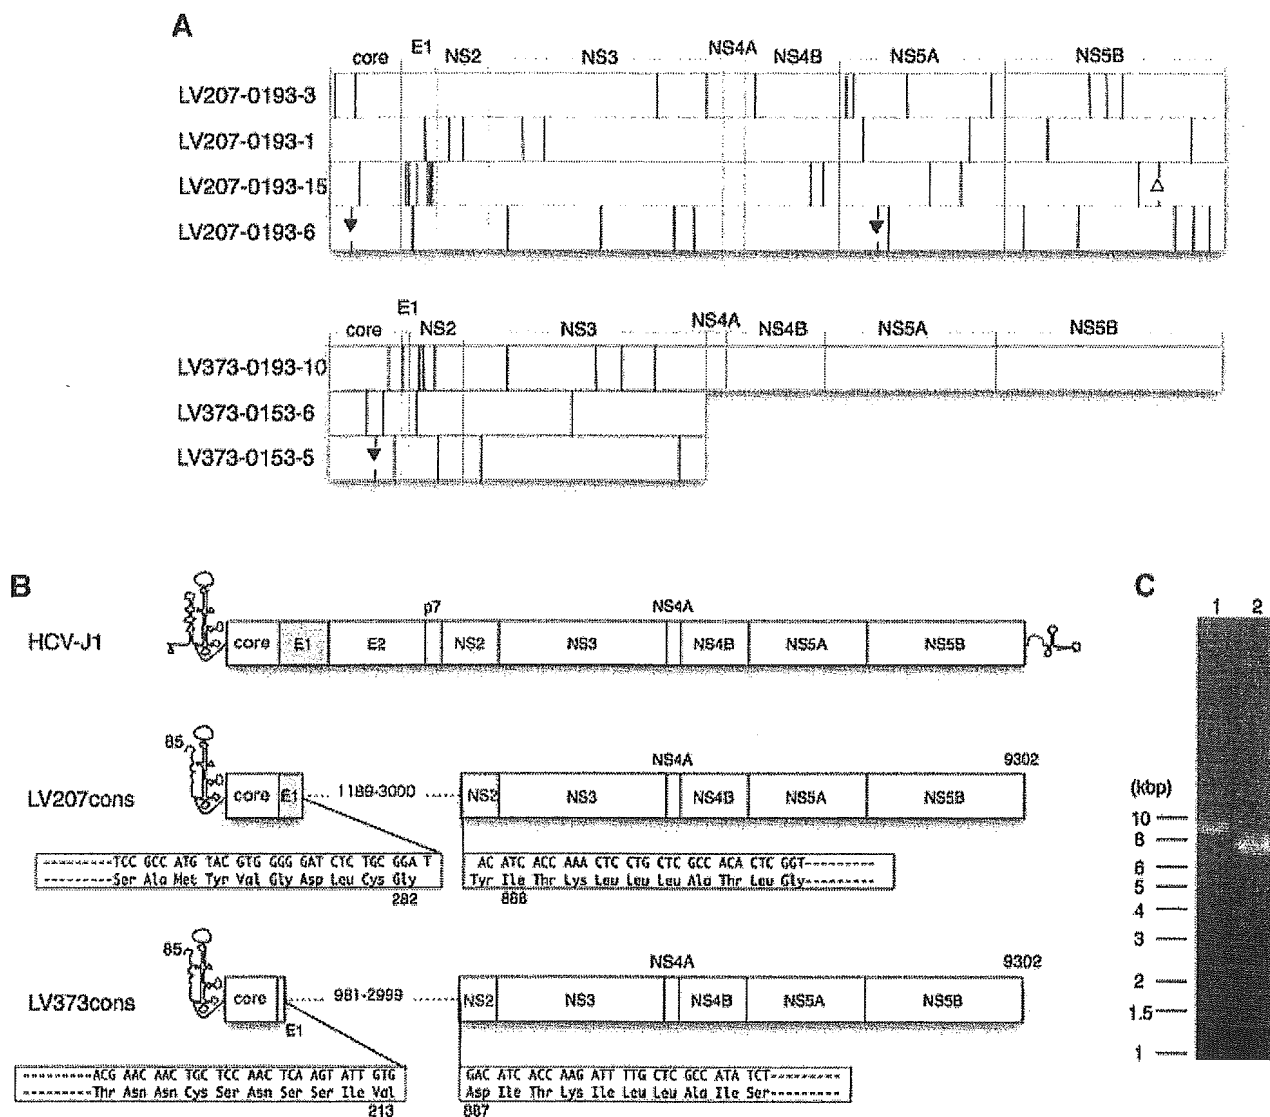 A
core E1 NS2 NS3 NS4A NS4B NS5A NS5B
LV207-0193-3
LV207-0193-1
LV207-0193-15
LV207-0193-6
core E1 NS2 NS3 NS4A NS4B NS5A NS5B
LV373-0193-10
LV373-0153-6
LV373-0153-5
B
HCV-J1
core E1 E2 p7 NS2 NS3 NS4A NS4B NS5A NS5B
LV207cons
85
core E1 1189-3000 NS2 NS3 NS4A NS4B NS5A NS5B
9302
---------TCC GCC ATG TAC GTG GGG GAT CTC TGC GGA T
---------Ser Ala Met Tyr Val Gly Asp Leu Cys Gly
282
AC ATC ACC AAA CTC CTG CTC GCC ACA CTC GGT---------
Tyr Ile Thr Lys Leu Leu Leu Ala Thr Leu Gly---------
888
LV373cons
85
core E1 981-2999 NS2 NS3 NS4A NS4B NS5A NS5B
9302
---------ACG AAC AAC TGC TCC AAC TCA AGT ATT GTG
---------Thr Asn Asn Cys Ser Asn Ser Ser Ile Val
213
GAC ATC ACC AAG ATT TTG CTC GCC ATA TCT---------
Asp Ile Thr Lys Ile Leu Leu Ala Ile Ser---------
887
C
1 2
(kbp)
10
8
6
5
4
3
2
1.5
1